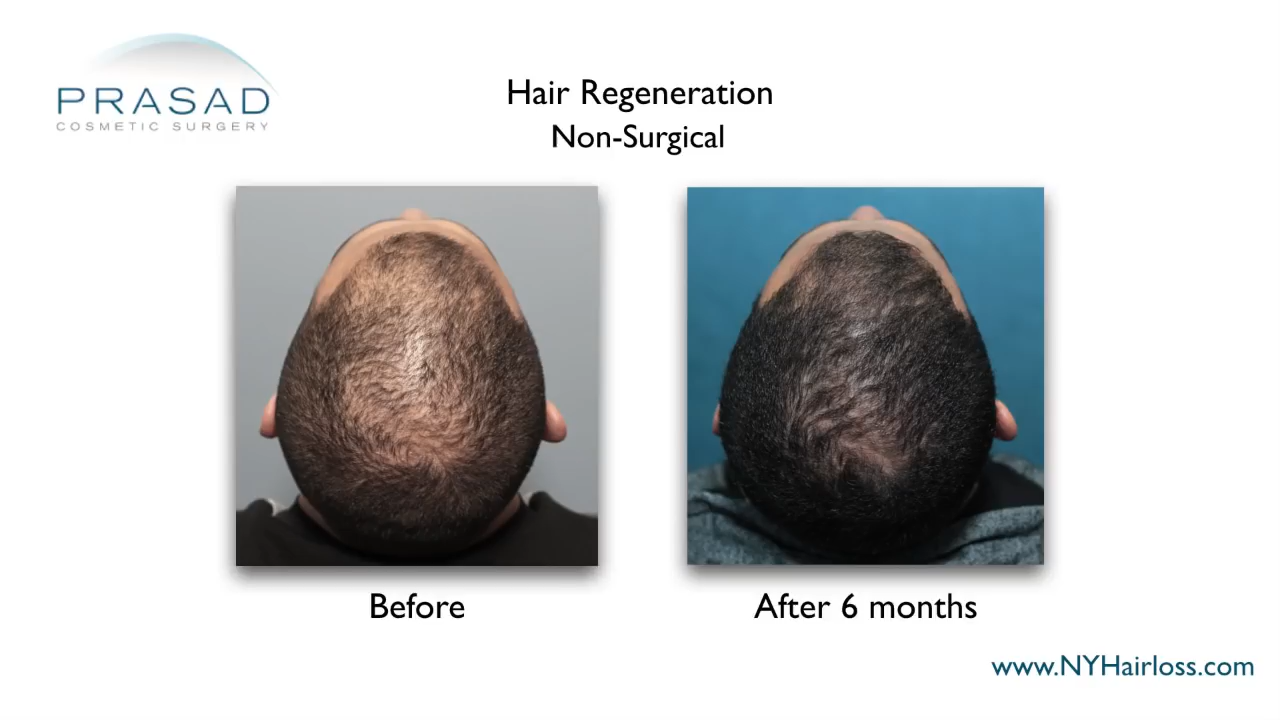 PRASAD
COSMETIC SURGERY
Hair Regeneration
Non-Surgical
Before
After 6 months
www.NYHairloss.com